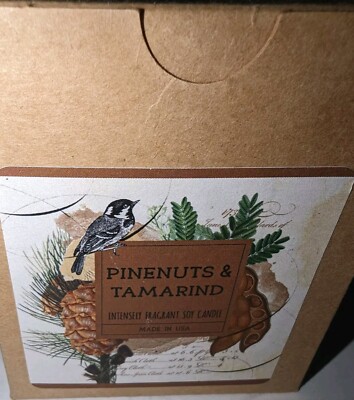 PINENUTS &
TAMARIND
INTENSELY FRAGRANT SOY CANDLE
MADE IN USA